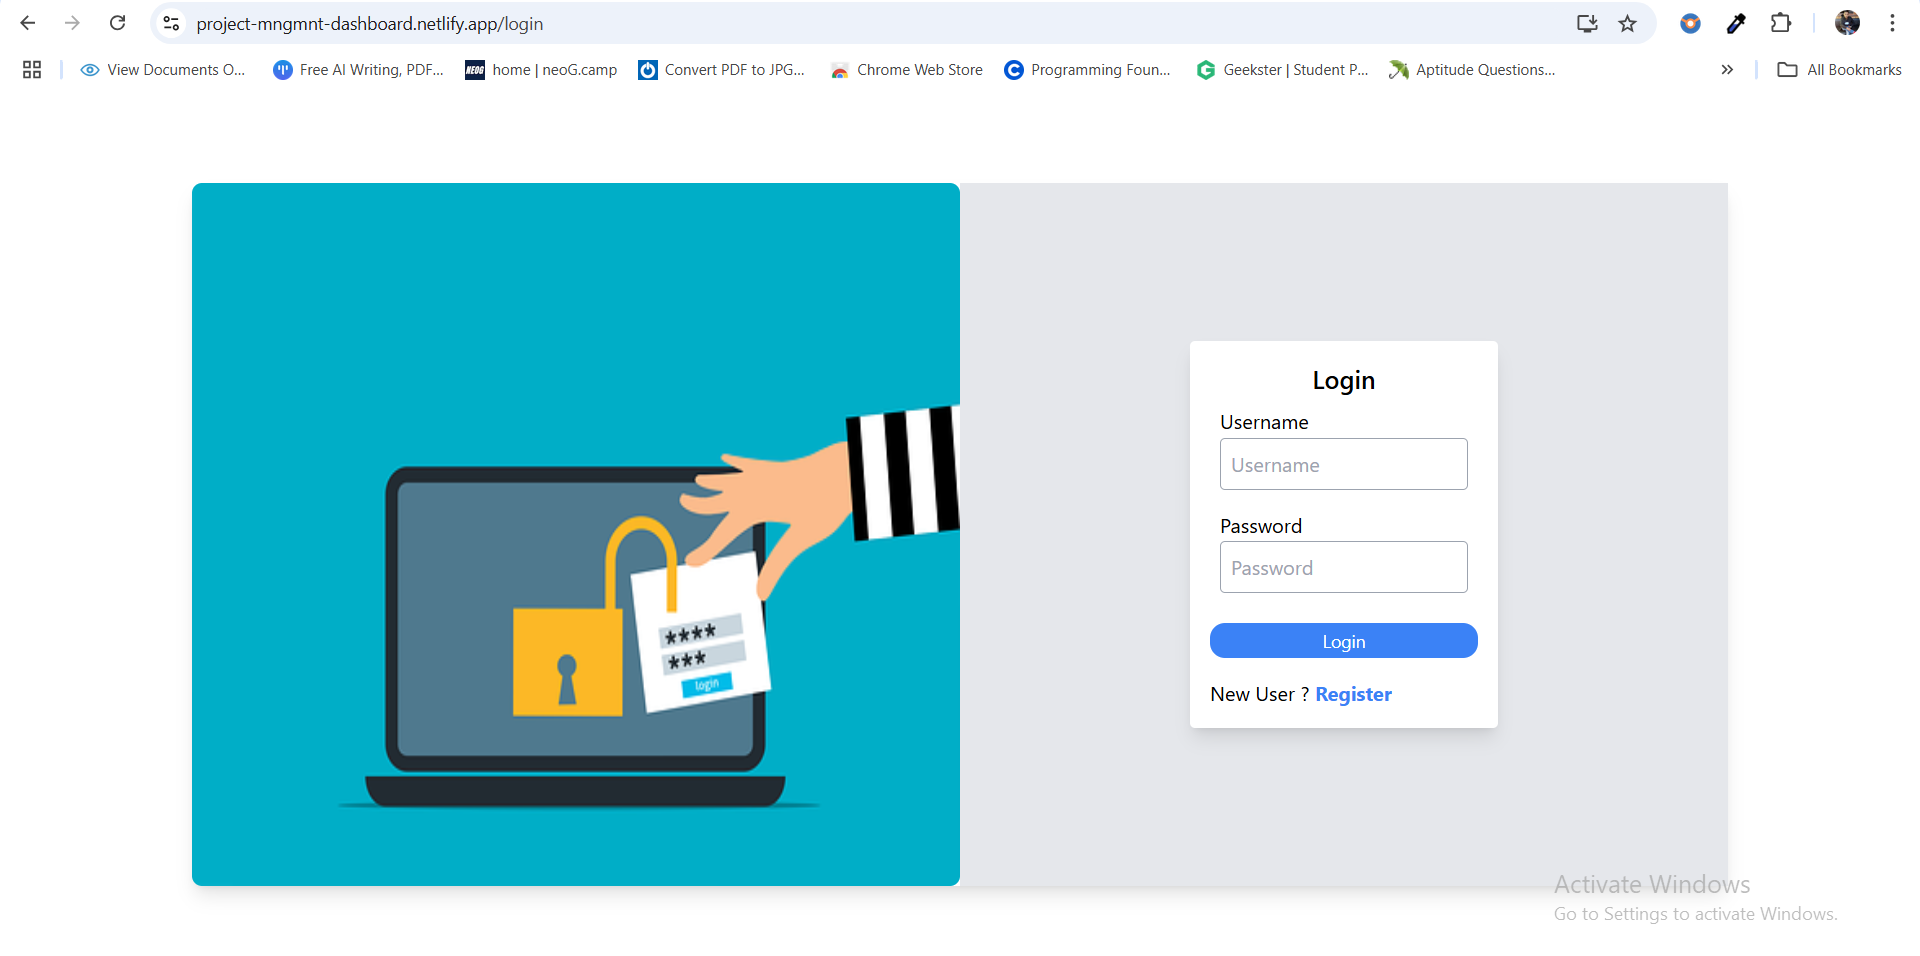 project-mngmnt-dashboard.netlify.app/login
View Documents O... Free AI Writing, PDF... NEOG home | neoG.camp Convert PDF to JPG... Chrome Web Store Programming Foun... Geekster | Student P... Aptitude Questions... All Bookmarks
Login
Username
Username
Password
Password
Login
New User ? Register
****
***
login
Activate Windows
Go to Settings to activate Windows.